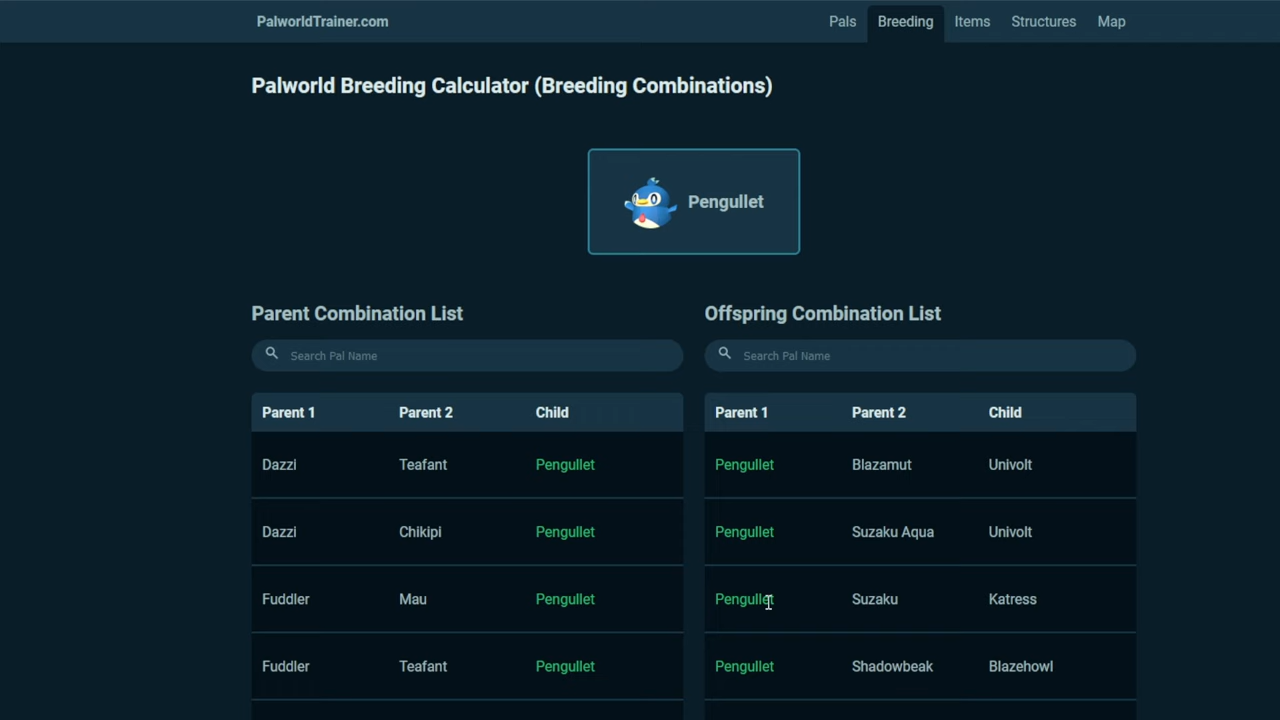 PalworldTrainer.com Pals Breeding Items Structures Map
Palworld Breeding Calculator (Breeding Combinations)
Pengullet
Parent Combination List
Search Pal Name
Parent 1 Parent 2 Child
Dazzi Teafant Pengullet
Dazzi Chikipi Pengullet
Fuddler Mau Pengullet
Fuddler Teafant Pengullet
Offspring Combination List
Search Pal Name
Parent 1 Parent 2 Child
Pengullet Blazamut Univolt
Pengullet Suzaku Aqua Univolt
Pengullet Suzaku Katress
Pengullet Shadowbeak Blazehowl